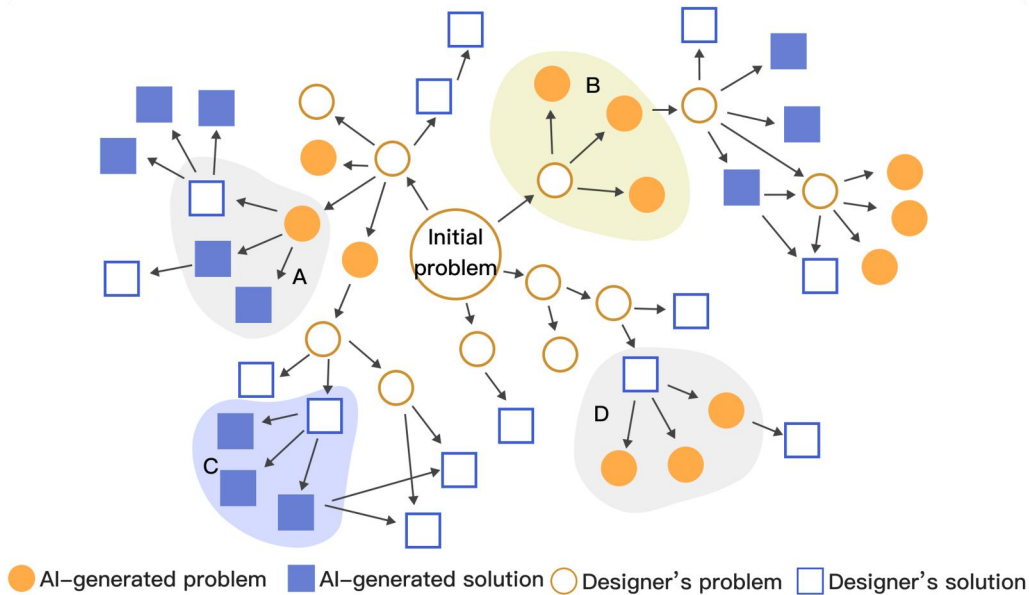 B
Initial
problem
A
D
C
AI-generated problem
AI-generated solution
Designer's problem
Designer's solution